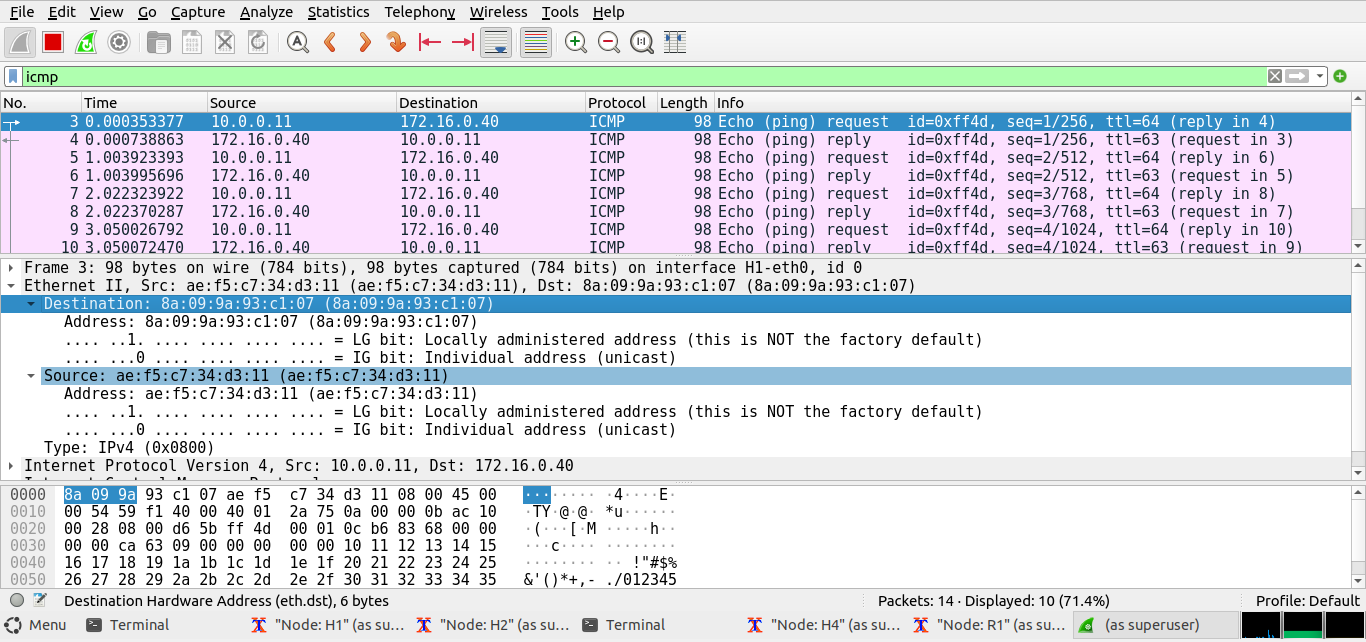 File Edit View Go Capture Analyze Statistics Telephony Wireless Tools Help
icmp
No. Time Source Destination Protocol Length Info
3 0.000353377 10.0.0.11 172.16.0.40 ICMP 98 Echo (ping) request id=0xff4d, seq=1/256, ttl=64 (reply in 4)
4 0.000738863 172.16.0.40 10.0.0.11 ICMP 98 Echo (ping) reply id=0xff4d, seq=1/256, ttl=63 (request in 3)
5 1.003923393 10.0.0.11 172.16.0.40 ICMP 98 Echo (ping) request id=0xff4d, seq=2/512, ttl=64 (reply in 6)
6 1.003995696 172.16.0.40 10.0.0.11 ICMP 98 Echo (ping) reply id=0xff4d, seq=2/512, ttl=63 (request in 5)
7 2.022323922 10.0.0.11 172.16.0.40 ICMP 98 Echo (ping) request id=0xff4d, seq=3/768, ttl=64 (reply in 8)
8 2.022370287 172.16.0.40 10.0.0.11 ICMP 98 Echo (ping) reply id=0xff4d, seq=3/768, ttl=63 (request in 7)
9 3.050026792 10.0.0.11 172.16.0.40 ICMP 98 Echo (ping) request id=0xff4d, seq=4/1024, ttl=64 (reply in 10)
10 3.050072470 172.16.0.40 10.0.0.11 ICMP 98 Echo (ping) reply id=0xff4d, seq=4/1024, ttl=63 (request in 9)
Frame 3: 98 bytes on wire (784 bits), 98 bytes captured (784 bits) on interface H1-eth0, id 0
Ethernet II, Src: ae:f5:c7:34:d3:11 (ae:f5:c7:34:d3:11), Dst: 8a:09:9a:93:c1:07 (8a:09:9a:93:c1:07)
Destination: 8a:09:9a:93:c1:07 (8a:09:9a:93:c1:07)
Address: 8a:09:9a:93:c1:07 (8a:09:9a:93:c1:07)
.... ..1. .... .... .... .... = LG bit: Locally administered address (this is NOT the factory default)
.... ...0 .... .... .... .... = IG bit: Individual address (unicast)
Source: ae:f5:c7:34:d3:11 (ae:f5:c7:34:d3:11)
Address: ae:f5:c7:34:d3:11 (ae:f5:c7:34:d3:11)
.... ..1. .... .... .... .... = LG bit: Locally administered address (this is NOT the factory default)
.... ...0 .... .... .... .... = IG bit: Individual address (unicast)
Type: IPv4 (0x0800)
Internet Protocol Version 4, Src: 10.0.0.11, Dst: 172.16.0.40
0000 8a 09 9a 93 c1 07 ae f5 c7 34 d3 11 08 00 45 00 ········ ·4····E·
0010 00 54 59 f1 40 00 40 01 2a 75 0a 00 00 0b ac 10 ·TY·@·@· *u······
0020 00 28 08 00 d6 5b ff 4d 00 01 0c b6 83 68 00 00 ·(···[·M ·····h··
0030 00 00 ca 63 09 00 00 00 00 00 10 11 12 13 14 15 ···c···· ········
0040 16 17 18 19 1a 1b 1c 1d 1e 1f 20 21 22 23 24 25 ········ ·· !"#$%
0050 26 27 28 29 2a 2b 2c 2d 2e 2f 30 31 32 33 34 35 &'()*+,- ./012345
Destination Hardware Address (eth.dst), 6 bytes Packets: 14 · Displayed: 10 (71.4%) Profile: Default
Menu Terminal "Node: H1" (as su... "Node: H2" (as su... Terminal "Node: H4" (as su... "Node: R1" (as su... (as superuser)